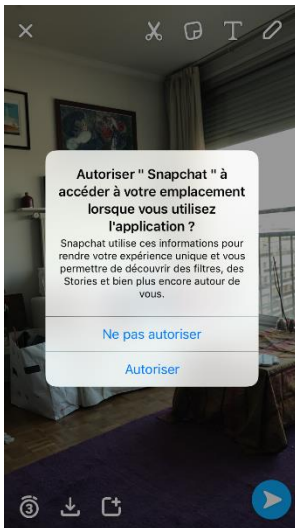 T
Autoriser " Snapchat " à
accéder à votre emplacement
lorsque vous utilisez
l'application ?
Snapchat utilise ces informations pour
rendre votre expérience unique et vous
permettre de découvrir des filtres, des
Stories et bien plus encore autour de
vous.
Ne pas autoriser
Autoriser
3